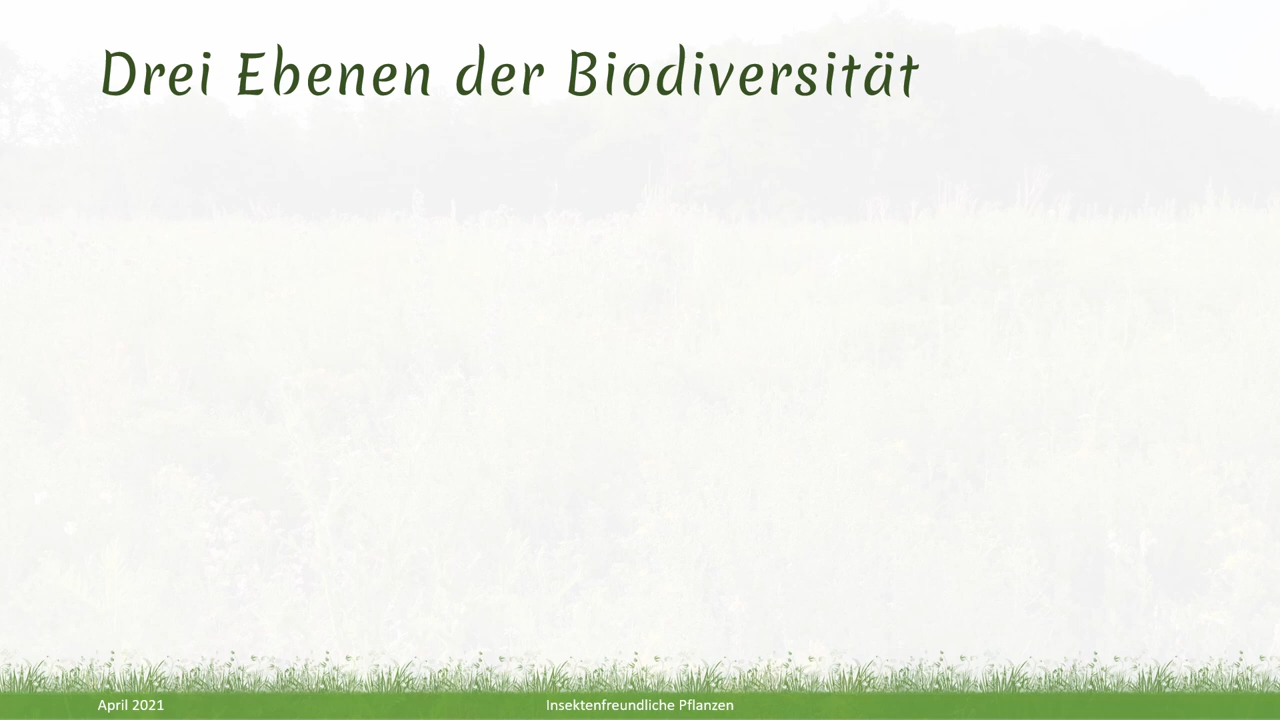 Drei Ebenen der Biodiversität
April 2021
Insektenfreundliche Pflanzen